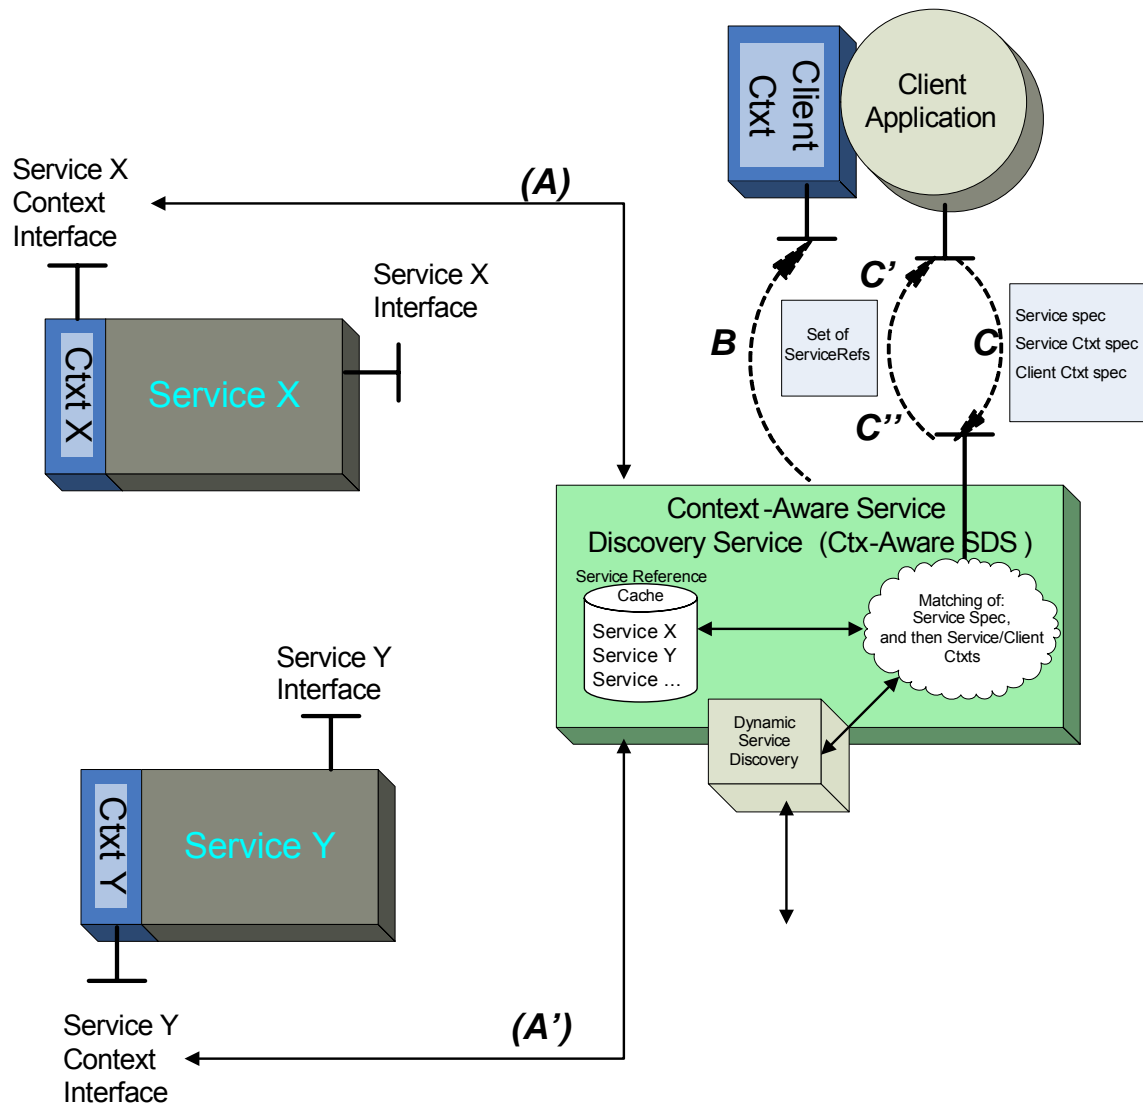 Client
Ctxt
Client
Application
Service X
Context
Interface
(A)
Service X
Interface
Ctxt X
Service X
B
Set of
ServiceRefs
C'
C
C''
Service spec
Service Ctxt spec
Client Ctxt spec
Context-Aware Service
Discovery Service (Ctx-Aware SDS )
Service Reference
Cache
Service X
Service Y
Service ...
Matching of:
Service Spec,
and then Service/Client
Ctxts
Dynamic
Service
Discovery
Service Y
Interface
Ctxt Y
Service Y
Service Y
Context
Interface
(A')